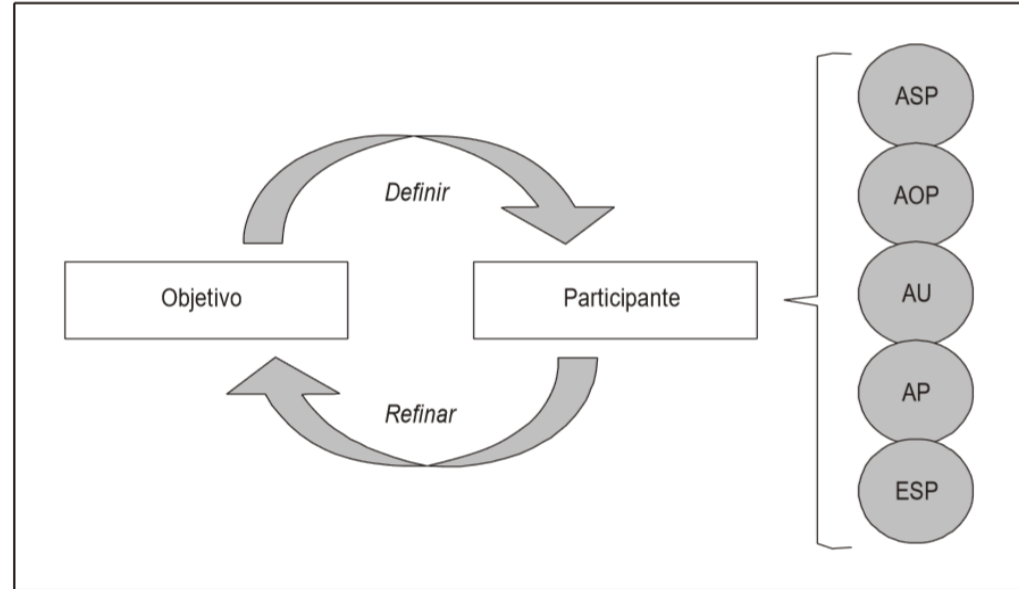 Definir
Objetivo
Participante
Refinar
ASP
AOP
AU
AP
ESP